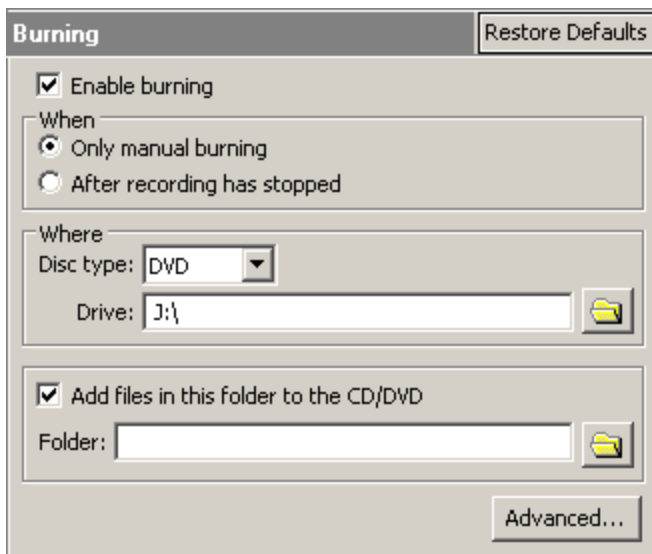 Burning
Restore Defaults
Enable burning
When
Only manual burning
After recording has stopped
Where
Disc type: DVD
Drive: J:\
Add files in this folder to the CD/DVD
Folder:
Advanced...